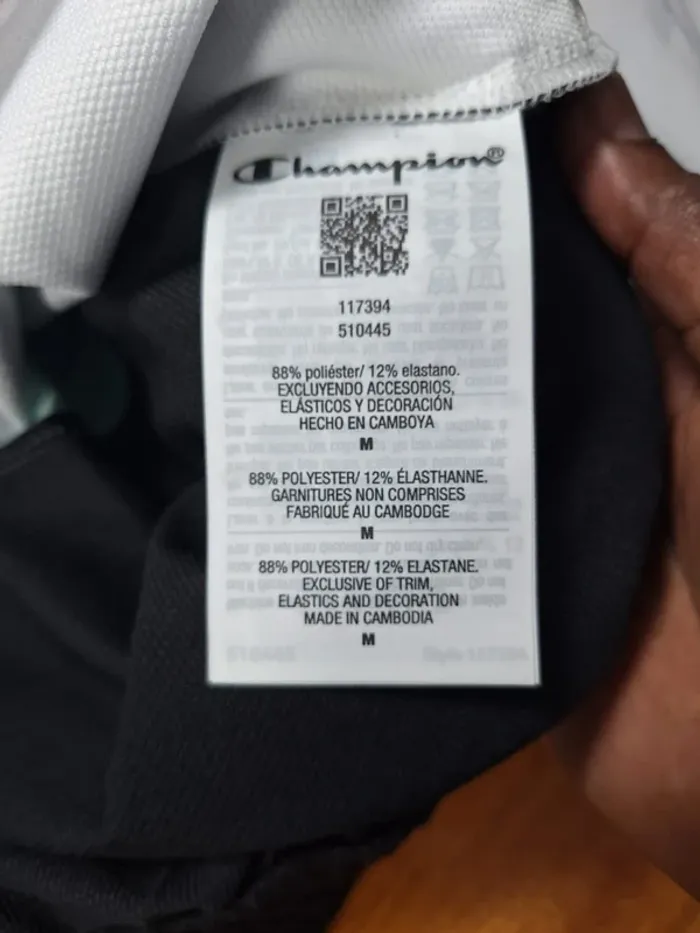 Champion®
117394
510445
88% poliéster/ 12% elastano.
EXCLUYENDO ACCESORIOS,
ELÁSTICOS Y DECORACIÓN
HECHO EN CAMBOYA
M
88% POLYESTER/ 12% ÉLASTHANNE.
GARNITURES NON COMPRISES
FABRIQUÉ AU CAMBODGE
M
88% POLYESTER/ 12% ELASTANE.
EXCLUSIVE OF TRIM,
ELASTICS AND DECORATION
MADE IN CAMBODIA
M